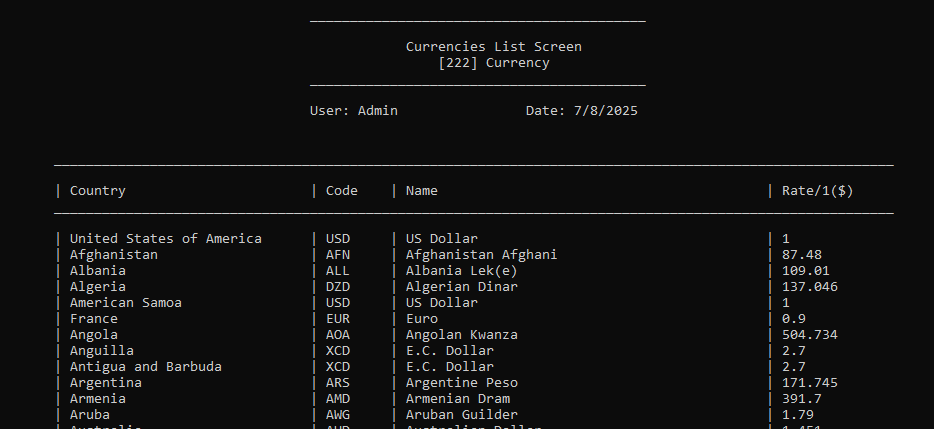 Currencies List Screen
[222] Currency
User: Admin Date: 7/8/2025
| Country | Code | Name | Rate/1($)
| United States of America | USD | US Dollar | 1
| Afghanistan | AFN | Afghanistan Afghani | 87.48
| Albania | ALL | Albania Lek(e) | 109.01
| Algeria | DZD | Algerian Dinar | 137.046
| American Samoa | USD | US Dollar | 1
| France | EUR | Euro | 0.9
| Angola | AOA | Angolan Kwanza | 504.734
| Anguilla | XCD | E.C. Dollar | 2.7
| Antigua and Barbuda | XCD | E.C. Dollar | 2.7
| Argentina | ARS | Argentine Peso | 171.745
| Armenia | AMD | Armenian Dram | 391.7
| Aruba | AWG | Aruban Guilder | 1.79